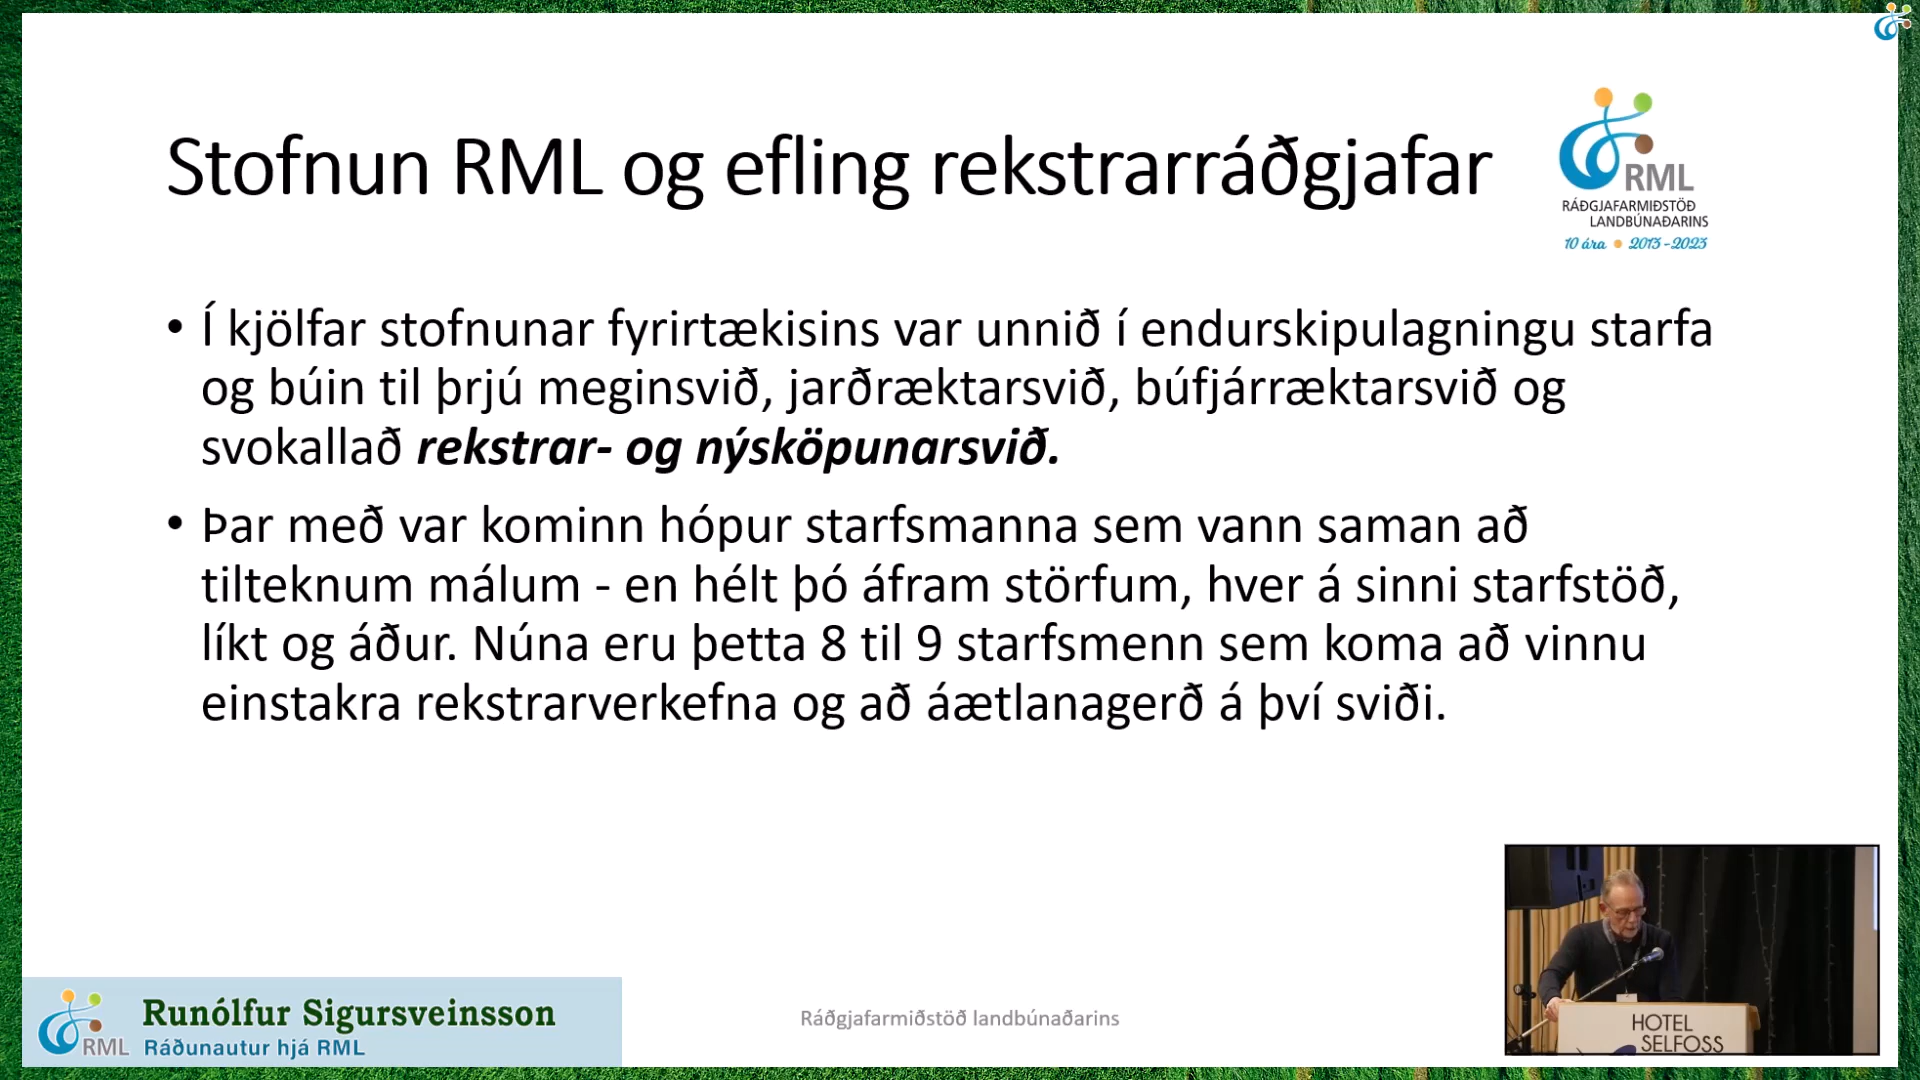 Stofnun RML og efling rekstrarráðgjafar
RML
RÁÐGJAFARMIÐSTÖÐ
LANDBÚNAÐARINS
10 ára • 2013-2023
• Í kjölfar stofnunar fyrirtækisins var unnið í endurskipulagningu starfa
og búin til þrjú meginsvið, jarðræktarsvið, búfjárræktarsvið og
svokallað rekstrar- og nýsköpunarsvið.
• Þar með var kominn hópur starfsmanna sem vann saman að
tilteknum málum - en hélt þó áfram störfum, hver á sinni starfstöð,
líkt og áður. Núna eru þetta 8 til 9 starfsmenn sem koma að vinnu
einstakra rekstrarverkefna og að áætlanagerð á því sviði.
RML
Runólfur Sigursveinsson
Ráðunautur hjá RML
Ráðgjafarmiðstöð landbúnaðarins
HOTEL
SELFOSS